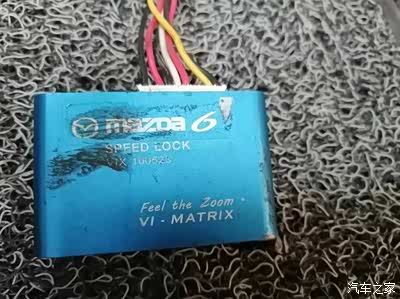 mazda 6
SPEED LOCK
Feel the Zoom
VI - MATRIX
汽车之家